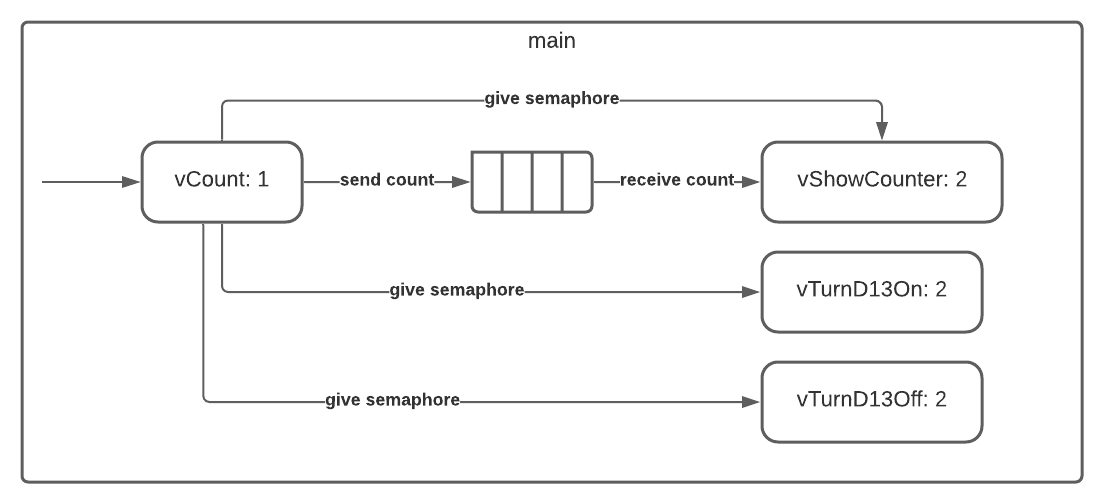 main
give semaphore
vCount: 1
send count
receive count
vShowCounter: 2
give semaphore
vTurnD13On: 2
give semaphore
vTurnD13Off: 2